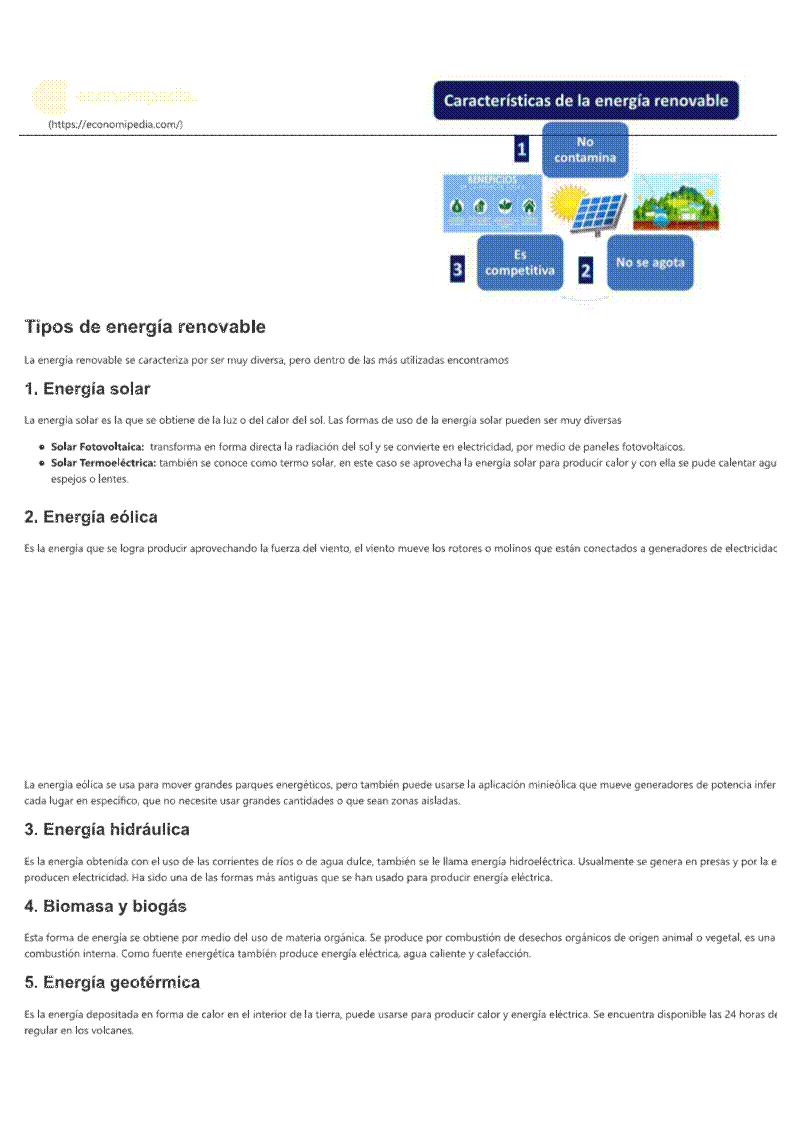 economipedia
(https://economipedia.com/)
Características de la energía renovable
1
No
contamina
BENEFICIOS
3
Es
competitiva
2
No se agota
Tipos de energía renovable
La energía renovable se caracteriza por ser muy diversa, pero dentro de las más utilizadas encontramos
1. Energía solar
La energía solar es la que se obtiene de la luz o del calor del sol. Las formas de uso de la energía solar pueden ser muy diversas
Solar Fotovoltaica: transforma en forma directa la radiación del sol y se convierte en electricidad, por medio de paneles fotovoltaicos.
Solar Termoeléctrica: también se conoce como termo solar, en este caso se aprovecha la energía solar para producir calor y con ella se pude calentar agu
espejos o lentes.
2. Energía eólica
Es la energía que se logra producir aprovechando la fuerza del viento, el viento mueve los rotores o molinos que están conectados a generadores de electricidad
La energía eólica se usa para mover grandes parques energéticos, pero también puede usarse la aplicación minieólica que mueve generadores de potencia infer
cada lugar en específico, que no necesite usar grandes cantidades o que sean zonas aisladas.
3. Energía hidráulica
Es la energía obtenida con el uso de las corrientes de ríos o de agua dulce, también se le llama energía hidroeléctrica. Usualmente se genera en presas y por la e
producen electricidad. Ha sido una de las formas más antiguas que se han usado para producir energía eléctrica.
4. Biomasa y biogás
Esta forma de energía se obtiene por medio del uso de materia orgánica. Se produce por combustión de desechos orgánicos de origen animal o vegetal, es una
combustión interna. Como fuente energética también produce energía eléctrica, agua caliente y calefacción.
5. Energía geotérmica
Es la energía depositada en forma de calor en el interior de la tierra, puede usarse para producir calor y energía eléctrica. Se encuentra disponible las 24 horas de
regular en los volcanes.